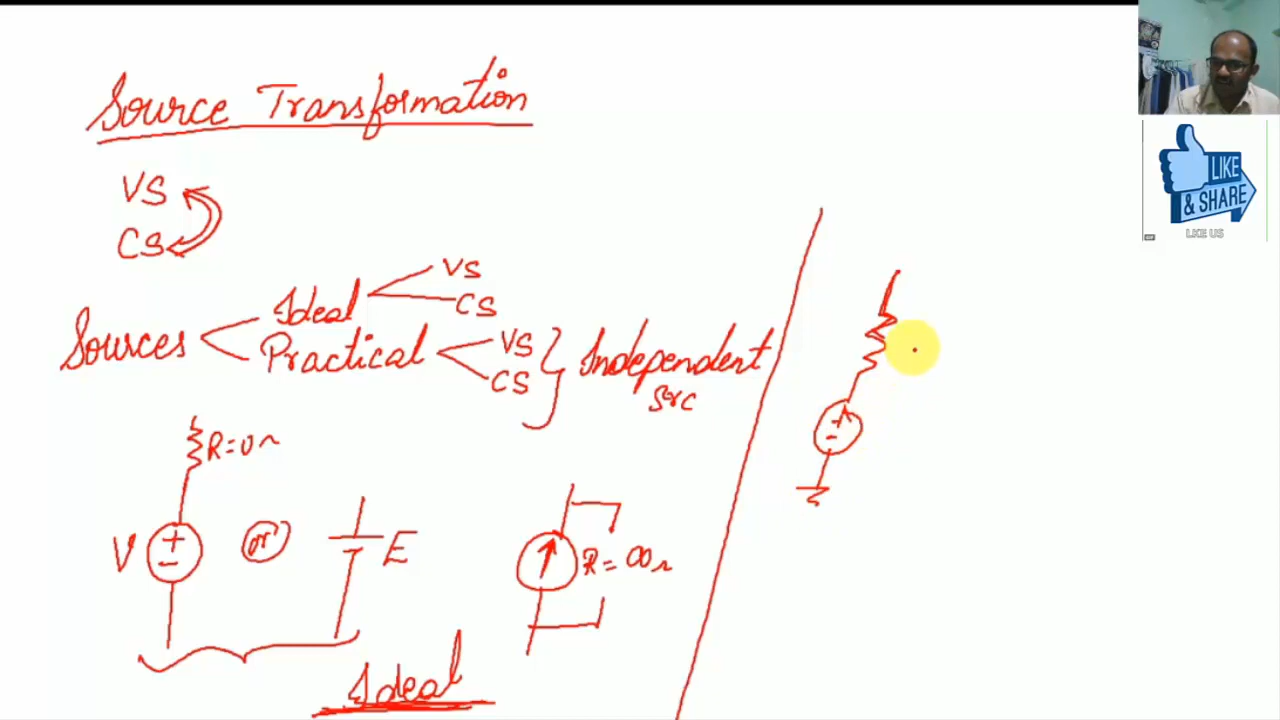 Source Transformation
VS
CS
Sources
Ideal
VS
CS
Practical
VS
CS
Independent
Src
R=0Ω
V
+
-
or
E
R=∞Ω
Ideal
+
-
LIKE
& SHARE
LIKE US